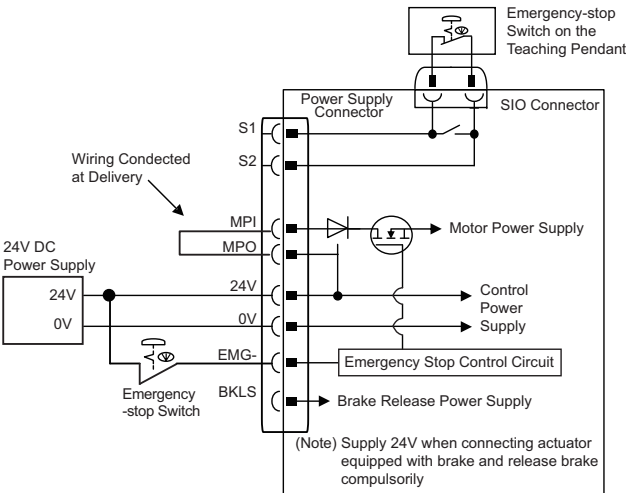 Emergency-stop
Switch on the
Teaching Pendant
Power Supply
Connector
SIO Connector
S1
S2
Wiring Condected
at Delivery
MPI
MPO
Motor Power Supply
24V DC
Power Supply
24V
0V
24V
0V
Control
Power
Supply
EMG-
Emergency Stop Control Circuit
Emergency
-stop Switch
BKLS
Brake Release Power Supply
(Note) Supply 24V when connecting actuator
equipped with brake and release brake
compulsorily